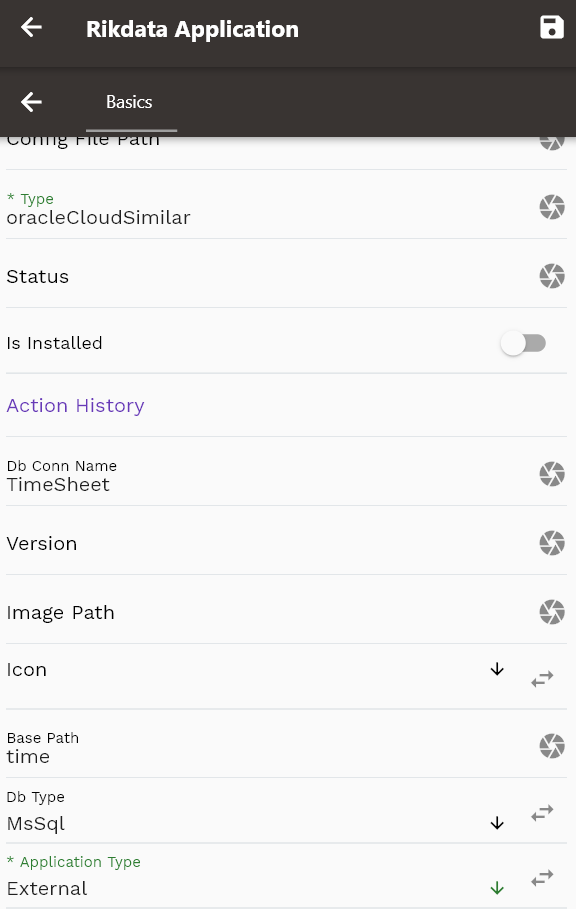 Rikdata Application
Basics
Config File Path
* Type
oracleCloudSimilar
Status
Is Installed
Action History
Db Conn Name
TimeSheet
Version
Image Path
Icon
Base Path
time
Db Type
MsSql
* Application Type
External